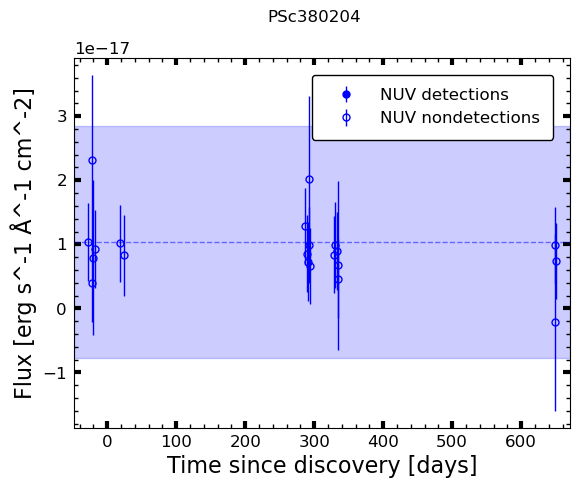 PSc380204
1e−17
NUV detections
NUV nondetections
3
2
1
0
−1
Flux [erg s^-1 Å^-1 cm^-2]
0 100 200 300 400 500 600
Time since discovery [days]